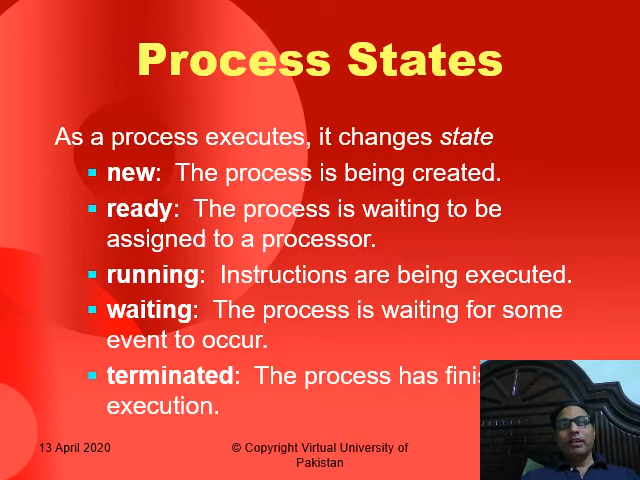 Process States
As a process executes, it changes state
new:  The process is being created.
ready:  The process is waiting to be
assigned to a processor.
running:  Instructions are being executed.
waiting:  The process is waiting for some
event to occur.
terminated:  The process has
execution.
13 April 2020
© Copyright Virtual University of
Pakistan